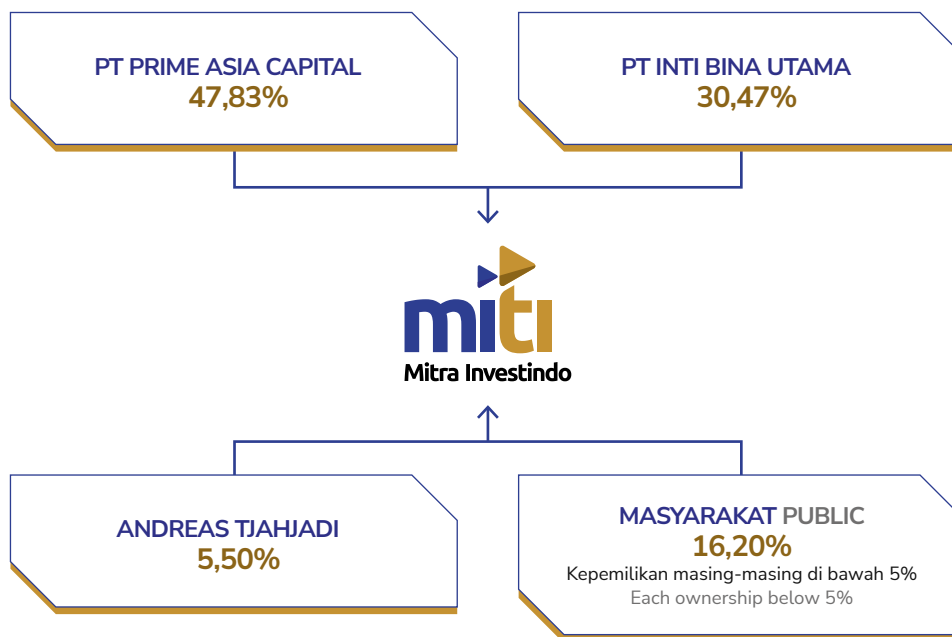 PT PRIME ASIA CAPITAL
47,83%
PT INTI BINA UTAMA
30,47%
miti
Mitra Investindo
ANDREAS TJAHJADI
5,50%
MASYARAKAT PUBLIC
16,20%
Kepemilikan masing-masing di bawah 5%
Each ownership below 5%